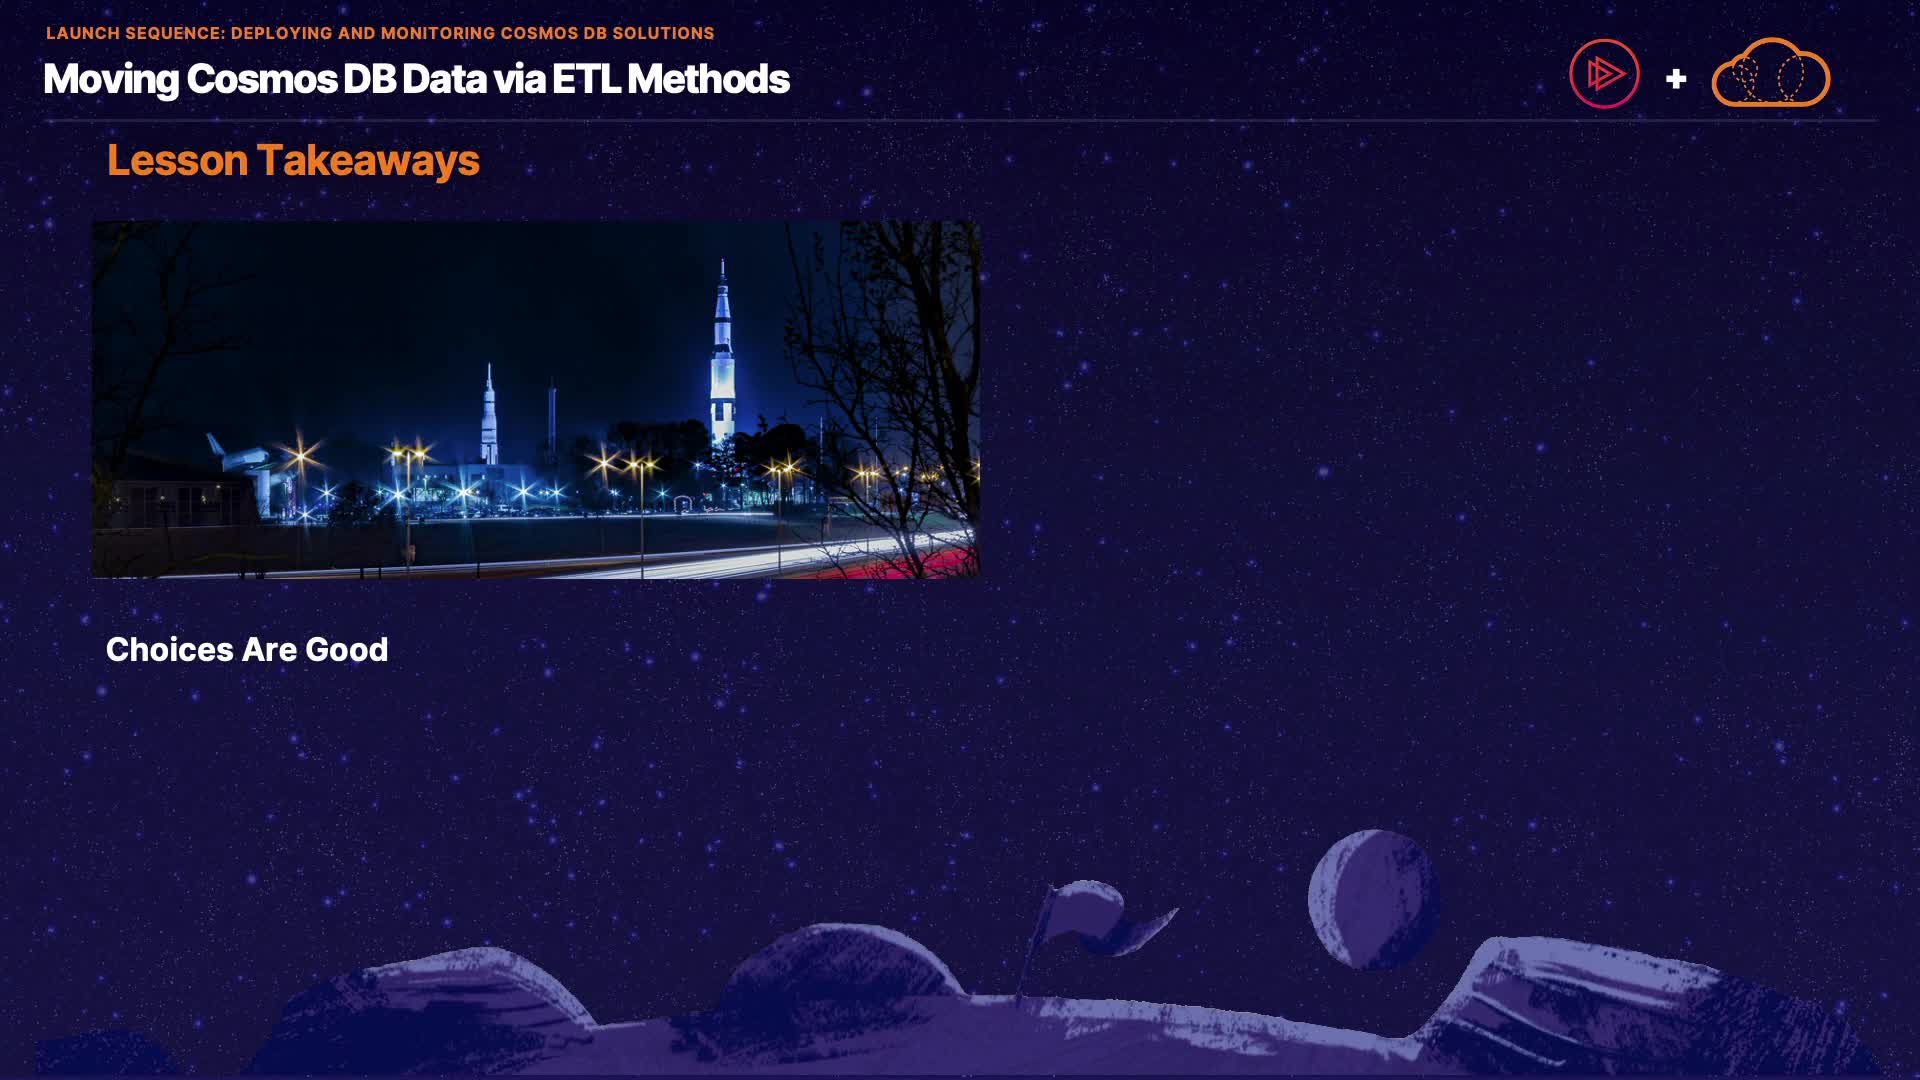 LAUNCH SEQUENCE: DEPLOYING AND MONITORING COSMOS DB SOLUTIONS
Moving Cosmos DB Data via ETL Methods
+
Lesson Takeaways
Choices Are Good